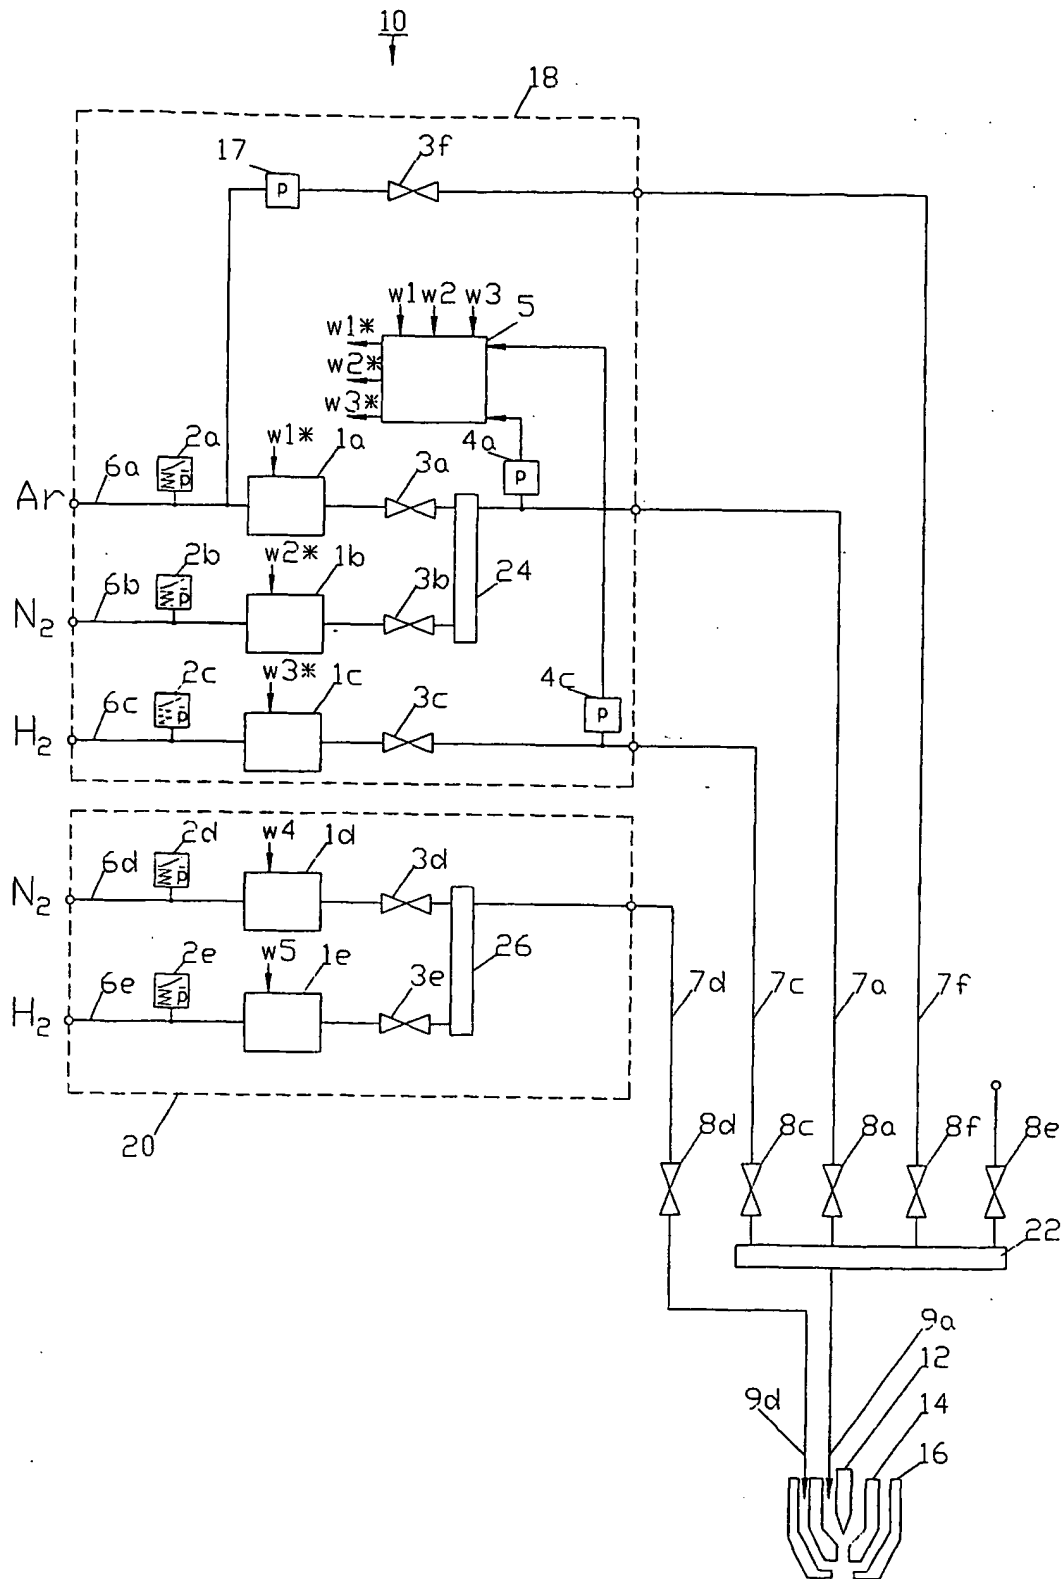 10
18
17
3f
p
w1 w2 w3
5
w1*
w2*
w3*
4a
p
2a
w1*
1a
3a
6a
Ar
p
2b
w2*
1b
3b
24
6b
N2
p
2c
w3*
1c
3c
4c
p
6c
H2
p
2d
w4
1d
3d
6d
N2
p
26
2e
w5
1e
3e
6e
H2
p
7d 7c 7a 7f
20
8d 8c 8a 8f 8e
22
9a
12
9d
14
16